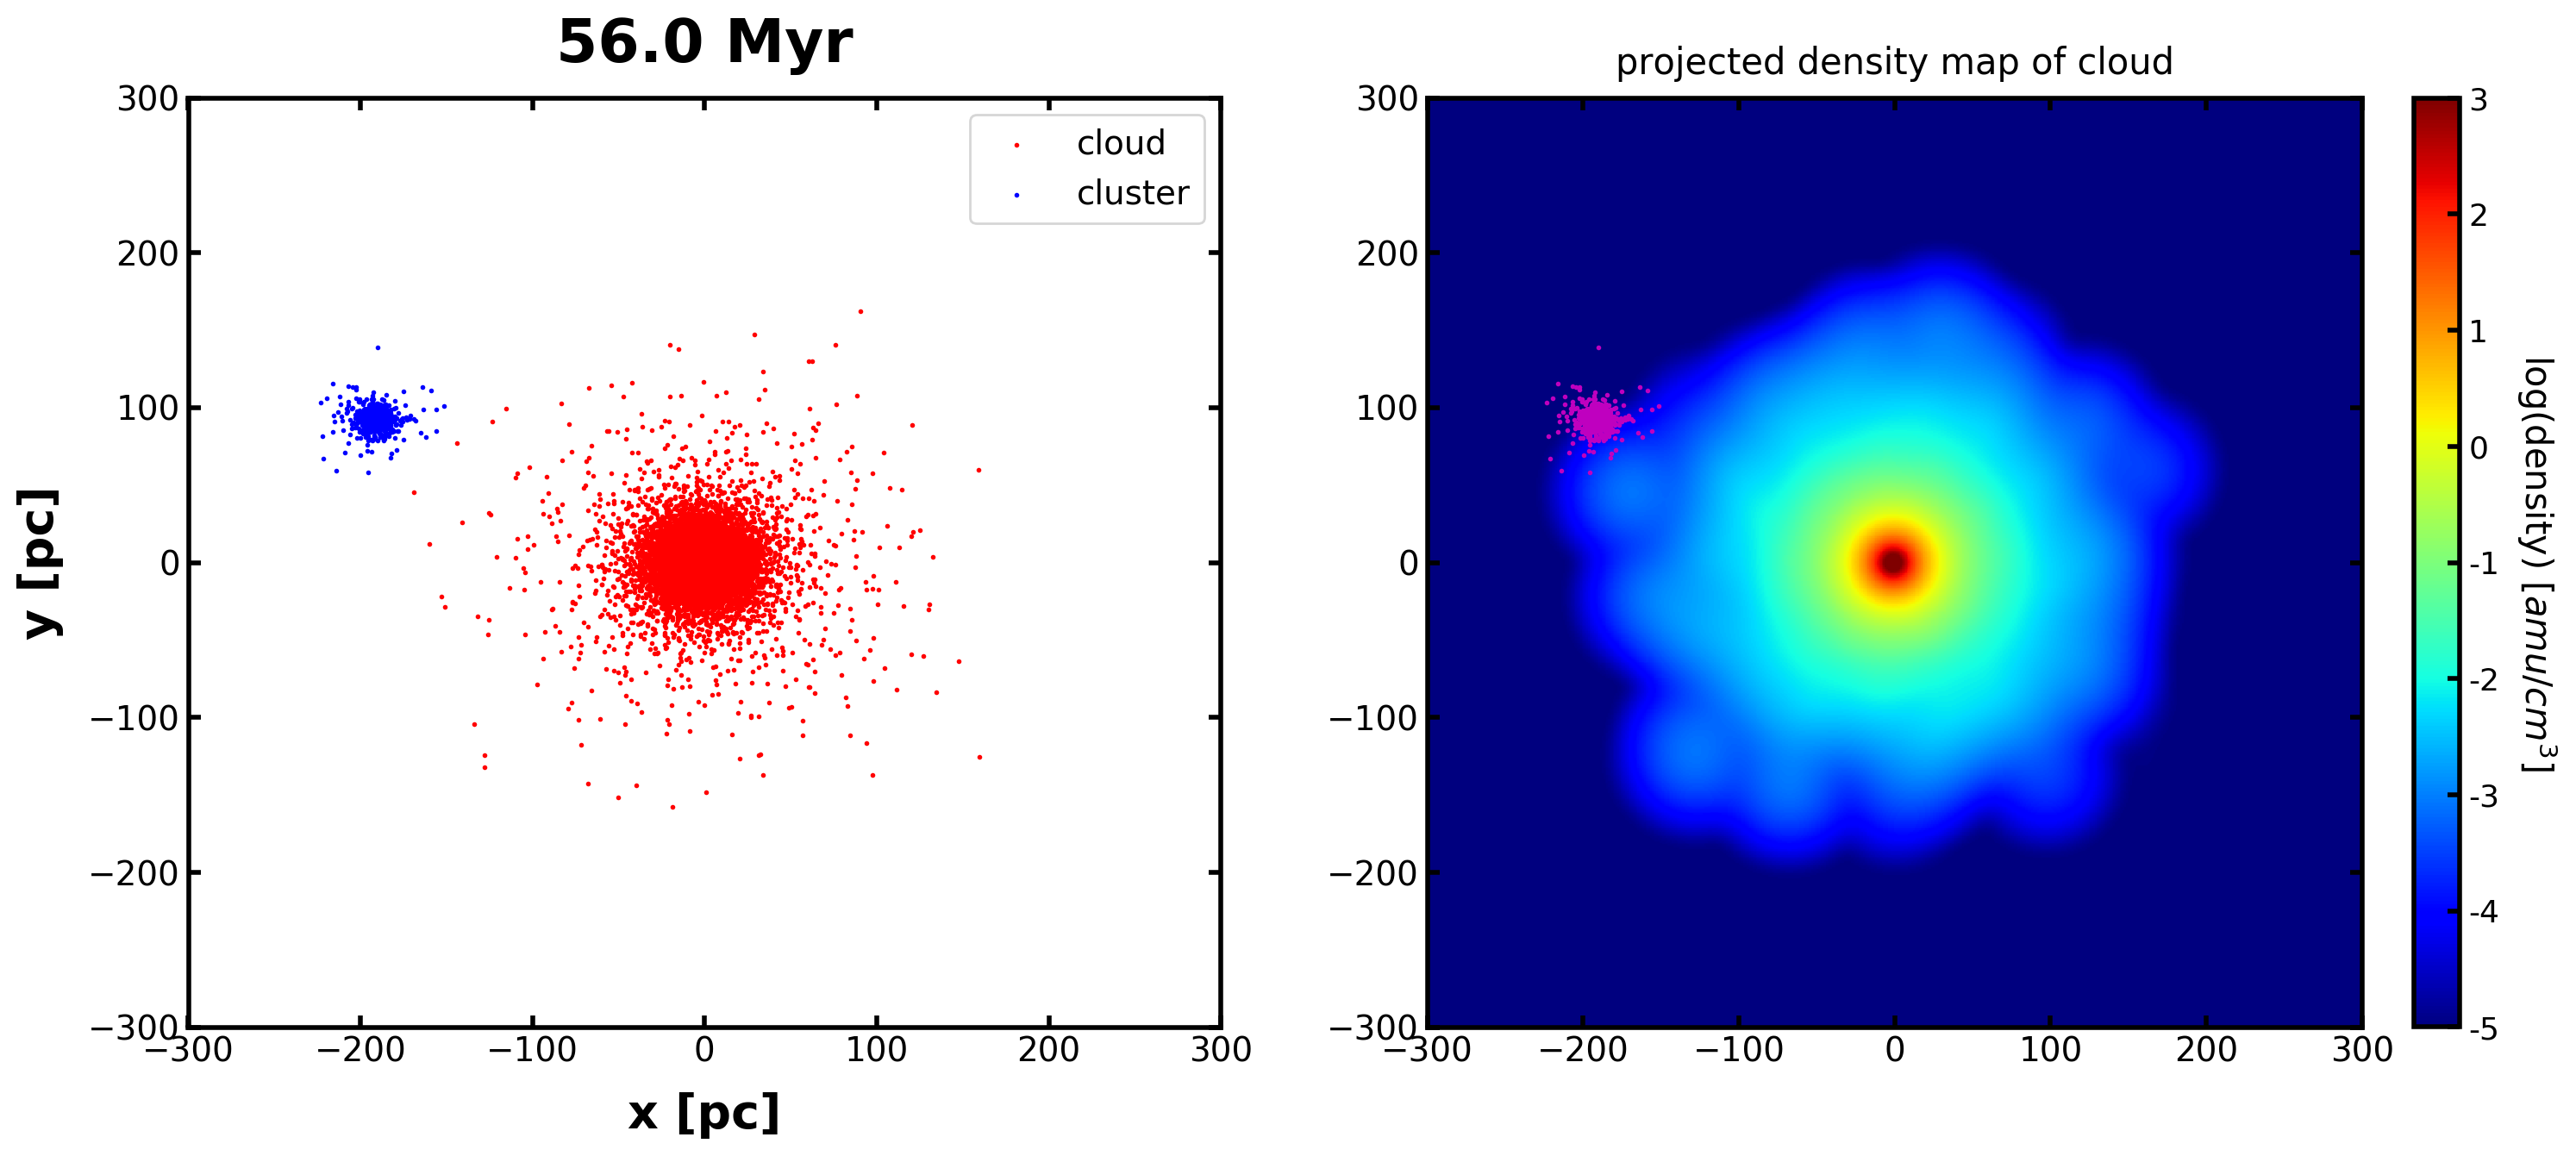 56.0 Myr
projected density map of cloud
cloud
cluster
300
200
100
0
−100
−200
−300
y [pc]
−300 −200 −100 0 100 200 300
x [pc]
300
200
100
0
−100
−200
−300
−300 −200 −100 0 100 200 300
3
2
1
0
-1
-2
-3
-4
-5
log(density) [amu/cm³]